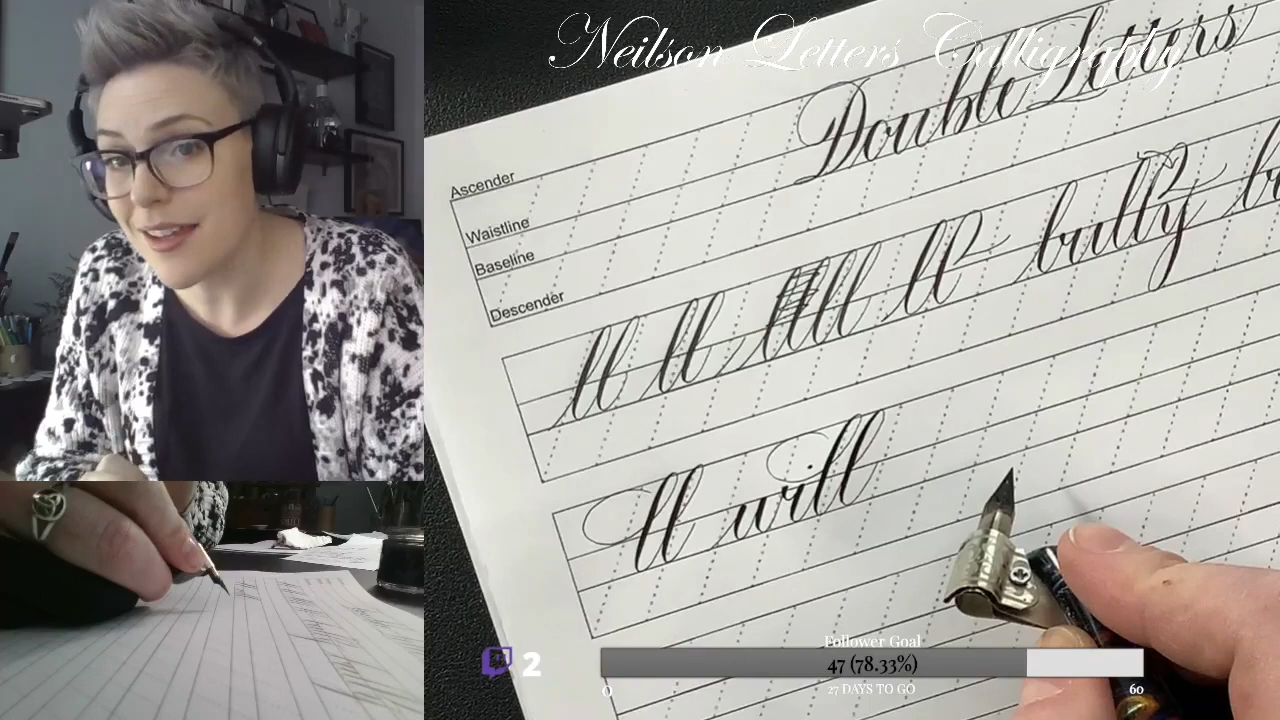 Neilson Letters Calligraphy
Double Letters
Ascender
Waistline
Baseline
Descender
ll ll ll ll bully
ll will
2
Follower Goal
47 (78.33%)
0 27 DAYS TO GO 60